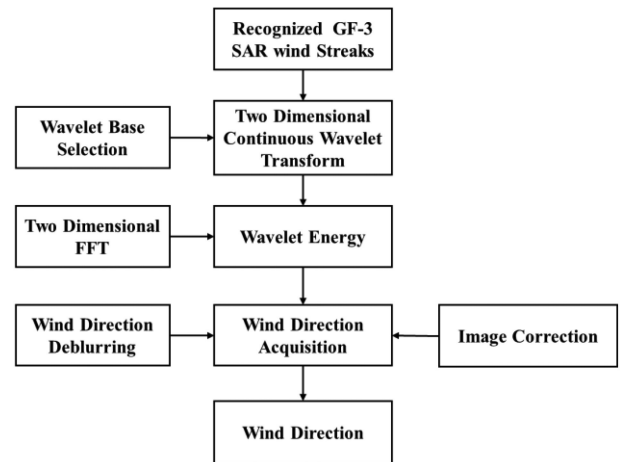 Recognized GF-3
SAR wind Streaks
Wavelet Base
Selection
Two Dimensional
Continuous Wavelet
Transform
Two Dimensional
FFT
Wavelet Energy
Wind Direction
Deblurring
Wind Direction
Acquisition
Image Correction
Wind Direction